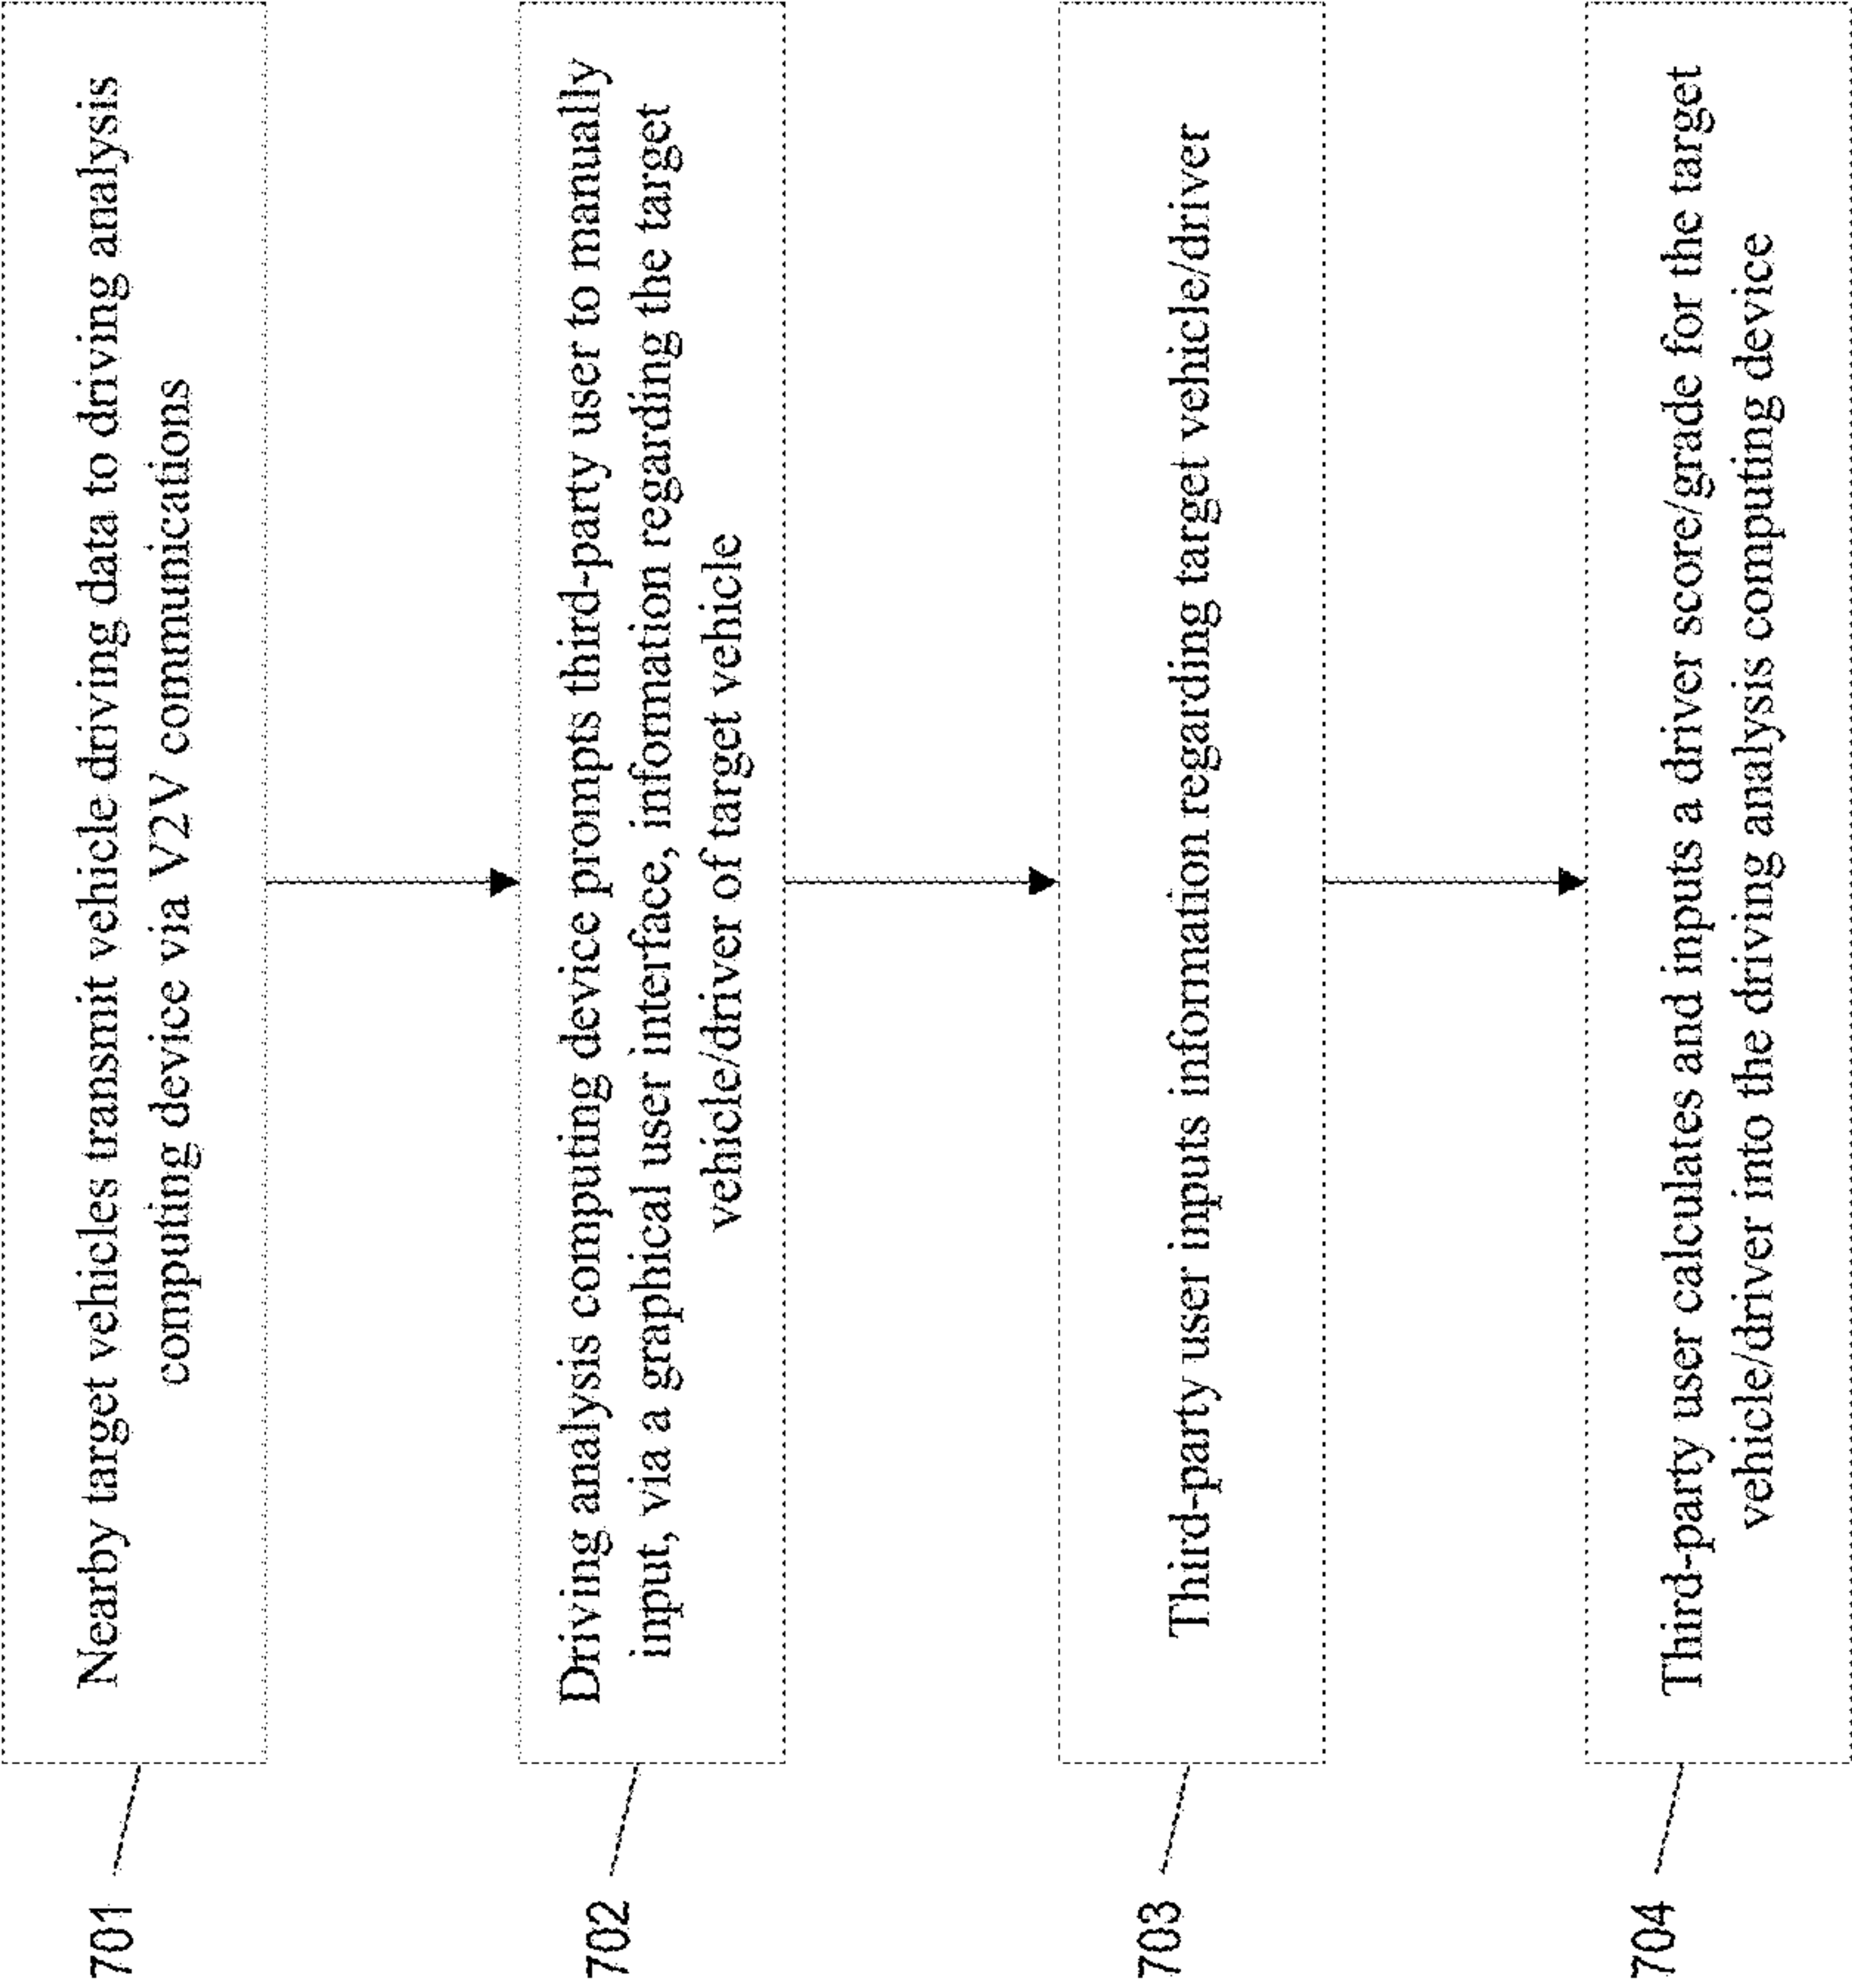 701
Nearby target vehicles transmit vehicle driving data to driving analysis
computing device via V2V communications
702
Driving analysis computing device prompts third-party user to manually
input, via a graphical user interface, information regarding the target
vehicle/driver of target vehicle
703
Third-party user inputs information regarding target vehicle/driver
704
Third-party user calculates and inputs a driver score/grade for the target
vehicle/driver into the driving analysis computing device